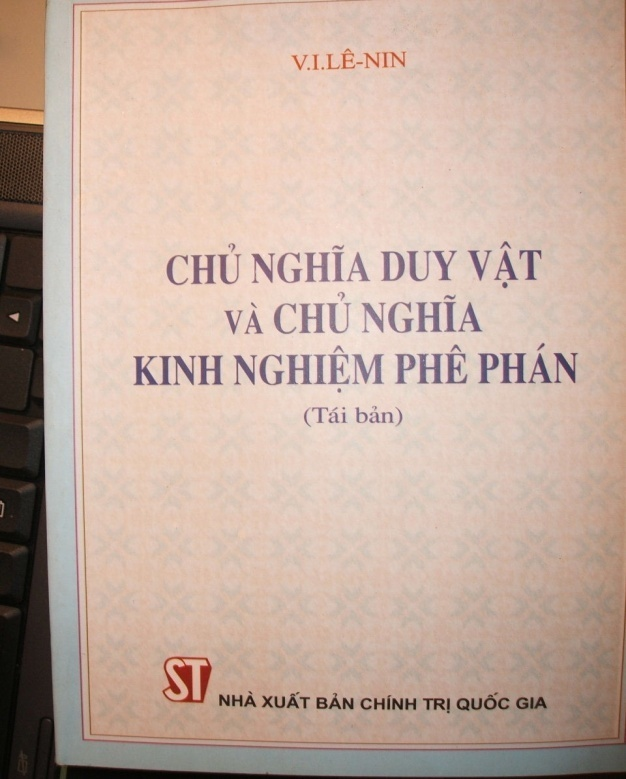 V.I.LÊ-NIN
CHỦ NGHĨA DUY VẬT
VÀ CHỦ NGHĨA
KINH NGHIỆM PHÊ PHÁN
(Tái bản)
ST
NHÀ XUẤT BẢN CHÍNH TRỊ QUỐC GIA